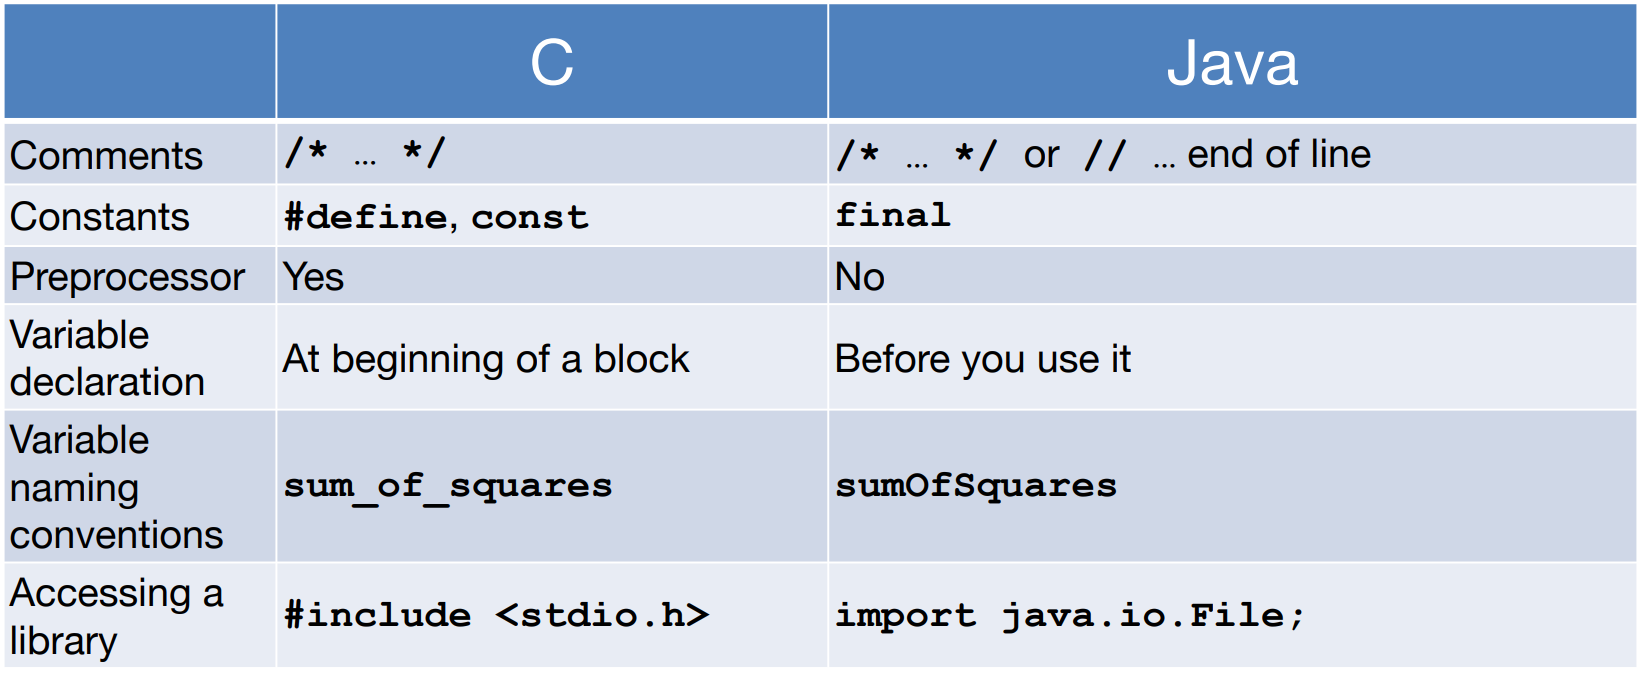 C Java
Comments /* … */ /* … */ or // … end of line
Constants #define, const final
Preprocessor Yes No
Variable
declaration At beginning of a block Before you use it
Variable
naming
conventions sum_of_squares sumOfSquares
Accessing a
library #include <stdio.h> import java.io.File;